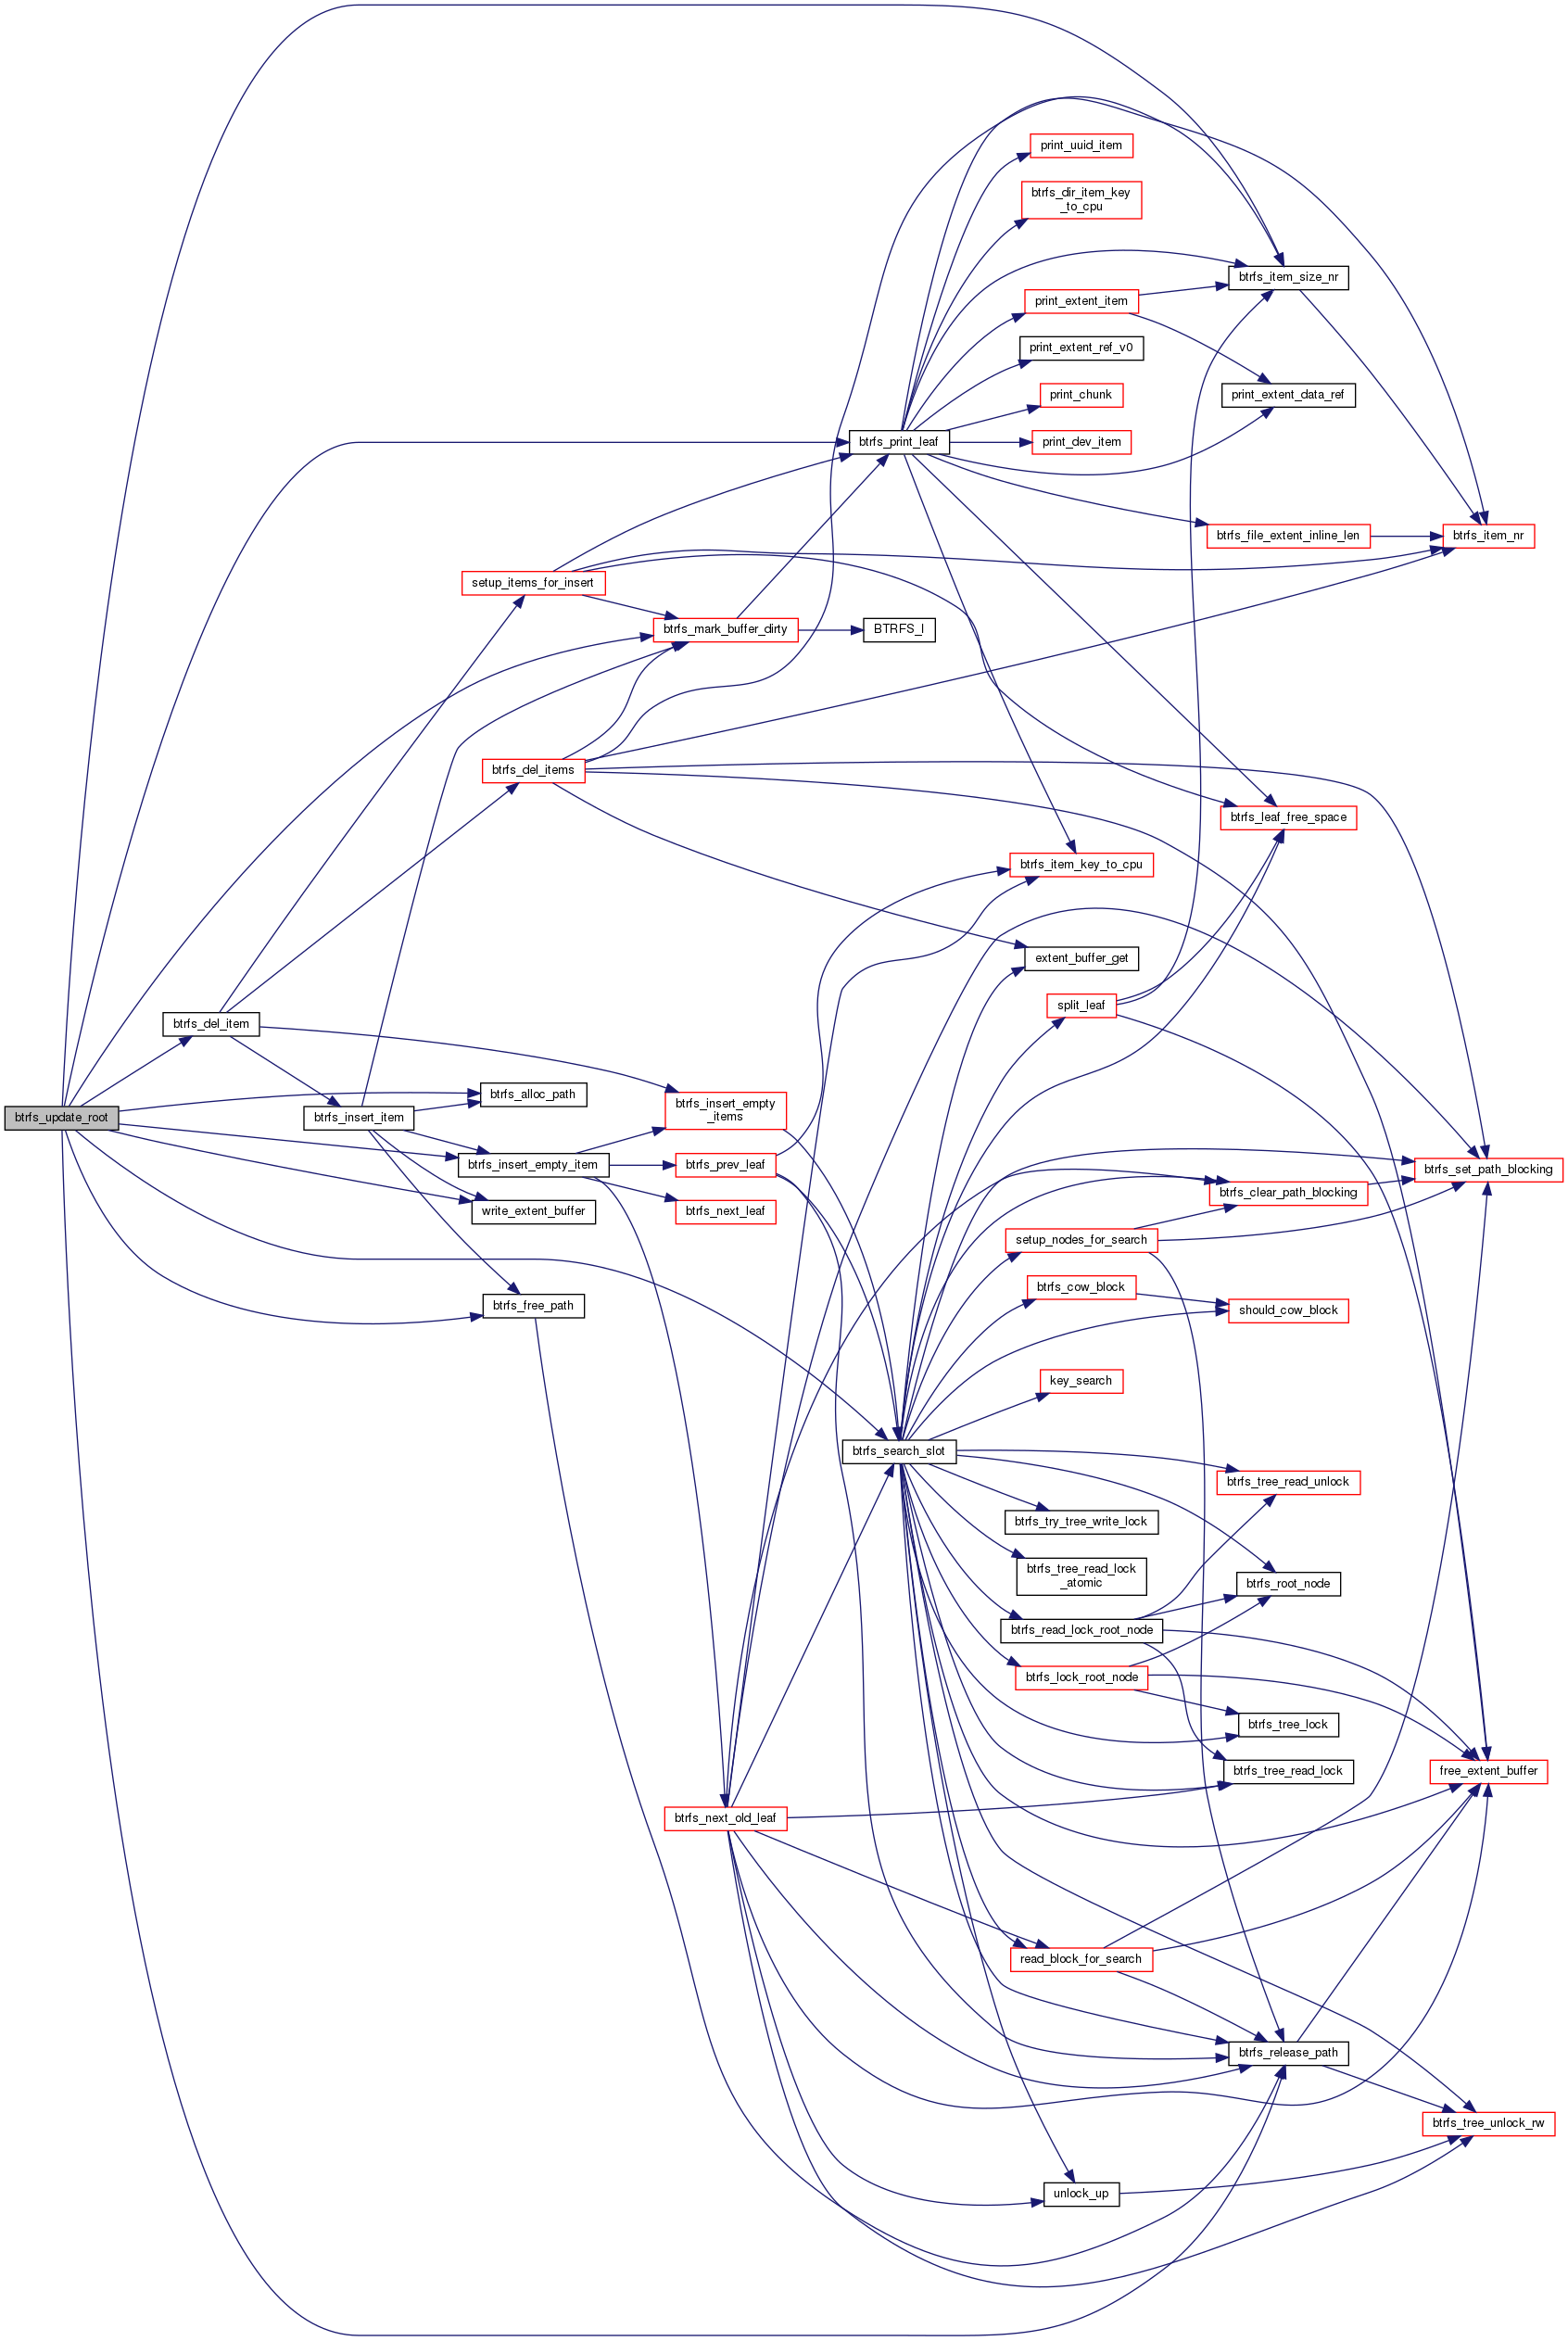 print_uuid_item
btrfs_dir_item_key
_to_cpu
btrfs_item_size_nr
print_extent_item
print_extent_ref_v0
print_extent_data_ref
print_chunk
btrfs_print_leaf
print_dev_item
btrfs_file_extent_inline_len
btrfs_item_nr
setup_items_for_insert
btrfs_mark_buffer_dirty
BTRFS_I
btrfs_del_items
btrfs_leaf_free_space
btrfs_item_key_to_cpu
extent_buffer_get
split_leaf
btrfs_del_item
btrfs_alloc_path
btrfs_update_root
btrfs_insert_item
btrfs_insert_empty
_items
btrfs_insert_empty_item
btrfs_prev_leaf
btrfs_set_path_blocking
btrfs_clear_path_blocking
write_extent_buffer
btrfs_next_leaf
setup_nodes_for_search
btrfs_cow_block
should_cow_block
btrfs_free_path
key_search
btrfs_search_slot
btrfs_tree_read_unlock
btrfs_try_tree_write_lock
btrfs_tree_read_lock
_atomic
btrfs_root_node
btrfs_read_lock_root_node
btrfs_lock_root_node
btrfs_tree_lock
btrfs_tree_read_lock
free_extent_buffer
btrfs_next_old_leaf
read_block_for_search
btrfs_release_path
btrfs_tree_unlock_rw
unlock_up